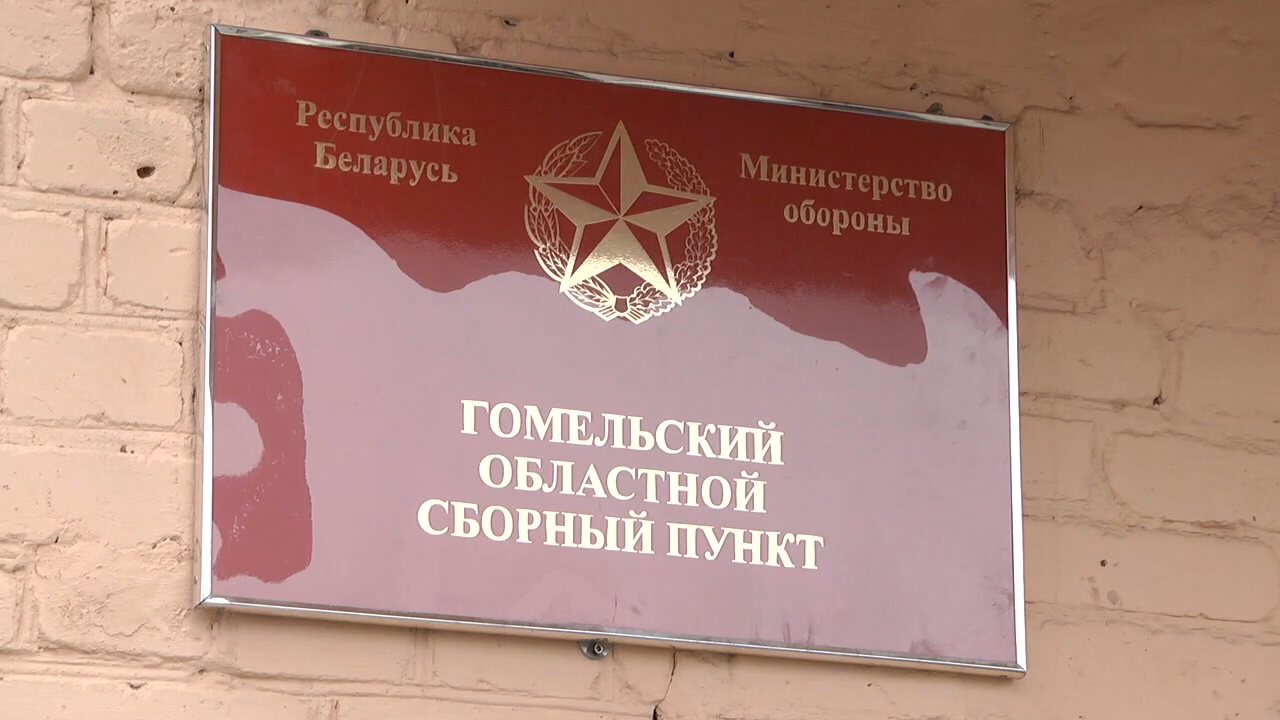 Республика
Беларусь
Министерство
обороны
ГОМЕЛЬСКИЙ
ОБЛАСТНОЙ
СБОРНЫЙ ПУНКТ